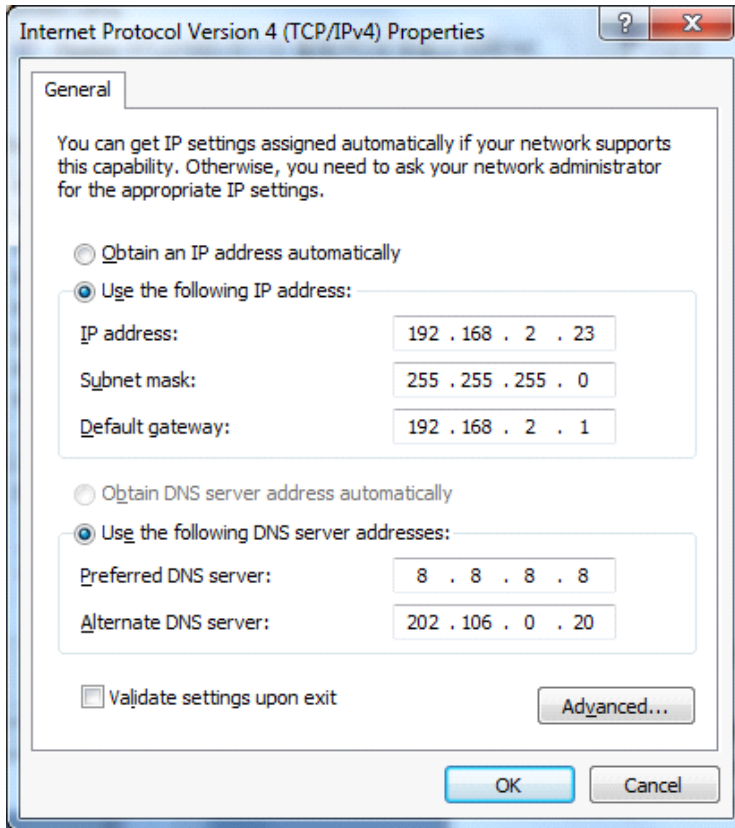 Internet Protocol Version 4 (TCP/IPv4) Properties
General
You can get IP settings assigned automatically if your network supports
this capability. Otherwise, you need to ask your network administrator
for the appropriate IP settings.
Obtain an IP address automatically
Use the following IP address:
IP address: 192 . 168 . 2 . 23
Subnet mask: 255 . 255 . 255 . 0
Default gateway: 192 . 168 . 2 . 1
Obtain DNS server address automatically
Use the following DNS server addresses:
Preferred DNS server: 8 . 8 . 8 . 8
Alternate DNS server: 202 . 106 . 0 . 20
Validate settings upon exit
Advanced...
OK Cancel